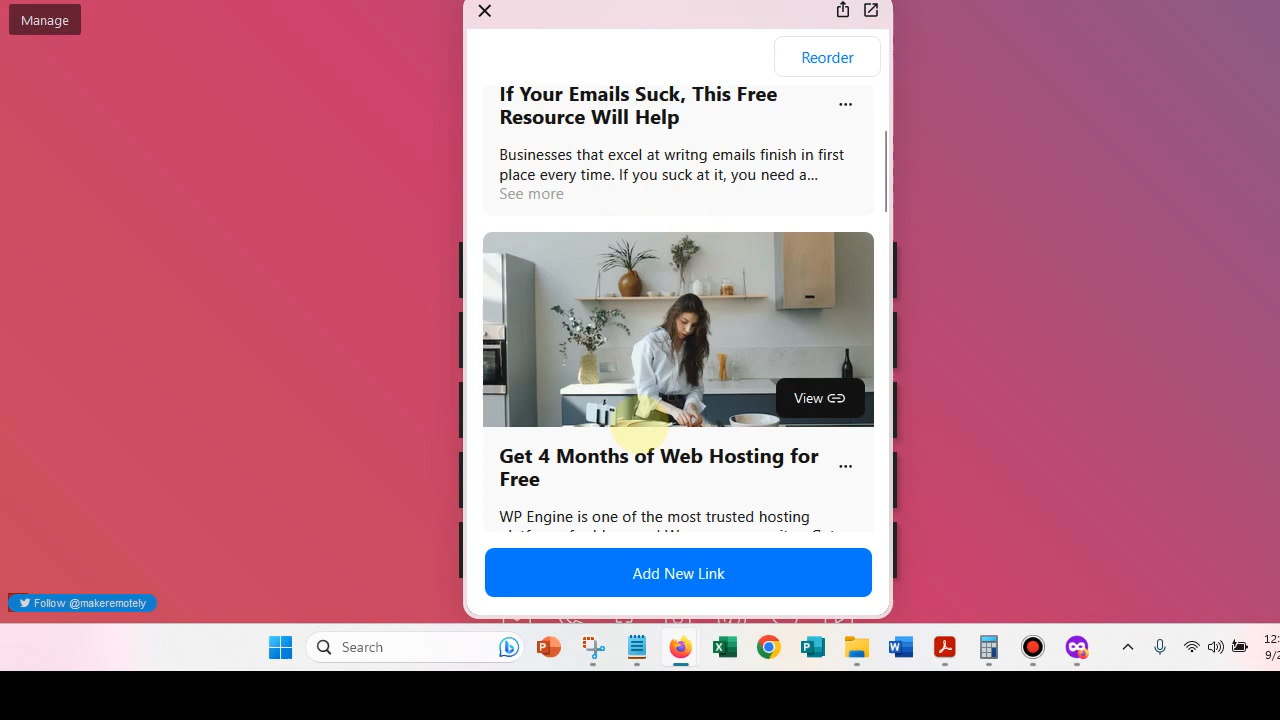 Manage
Reorder
If Your Emails Suck, This Free
Resource Will Help
Businesses that excel at writng emails finish in first
place every time. If you suck at it, you need a...
See more
View
Get 4 Months of Web Hosting for
Free
WP Engine is one of the most trusted hosting
Add New Link
Follow @makeremotely
Search